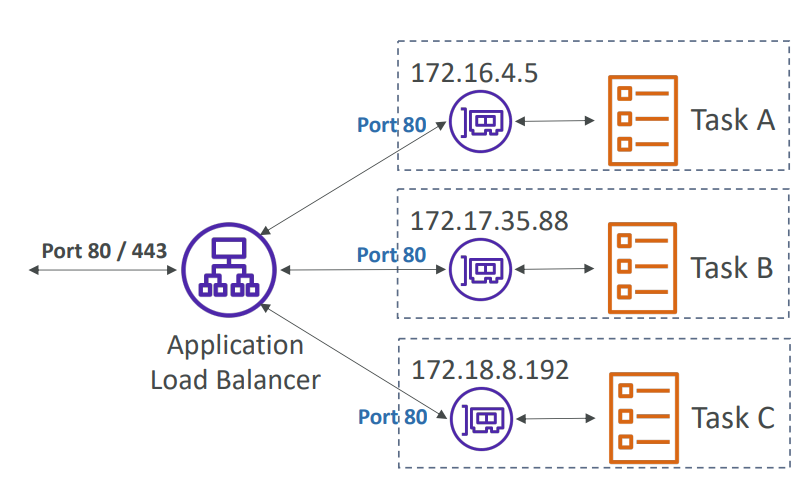 172.16.4.5
Port 80
Task A
172.17.35.88
Port 80 / 443
Port 80
Task B
Application
Load Balancer
172.18.8.192
Port 80
Task C